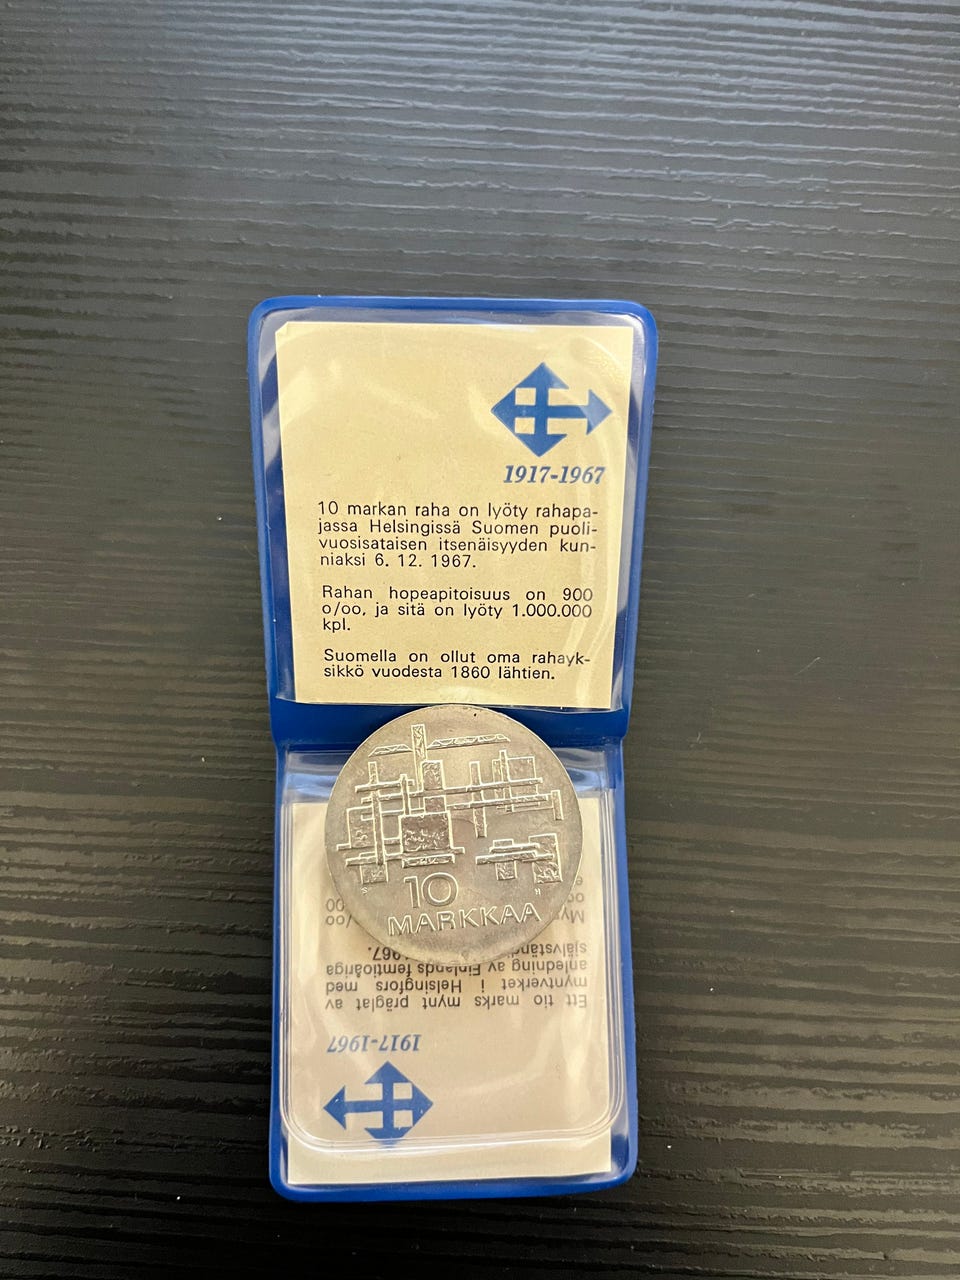 1917-1967
10 markan raha on lyöty rahapa-
jassa Helsingissä Suomen puoli-
vuosisataisen itsenäisyyden kun-
niaksi 6. 12. 1967.
Rahan hopeapitoisuus on 900
o/oo, ja sitä on lyöty 1.000.000
kpl.
Suomella on ollut oma rahayk-
sikkö vuodesta 1860 lähtien.
S H
10
MARKKAA
1917-1967
Ett tio marks mynt präglat av
myntverket i Helsingfors med
anledning av Finlands femtioåriga
1967.
o/oo